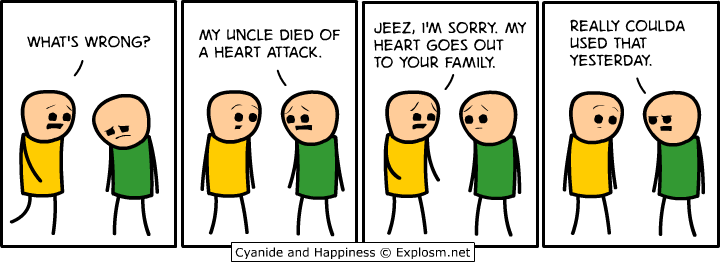 WHAT'S WRONG?
MY UNCLE DIED OF
A HEART ATTACK.
JEEZ, I'M SORRY. MY
HEART GOES OUT
TO YOUR FAMILY.
REALLY COULDA
USED THAT
YESTERDAY.
Cyanide and Happiness © Explosm.net